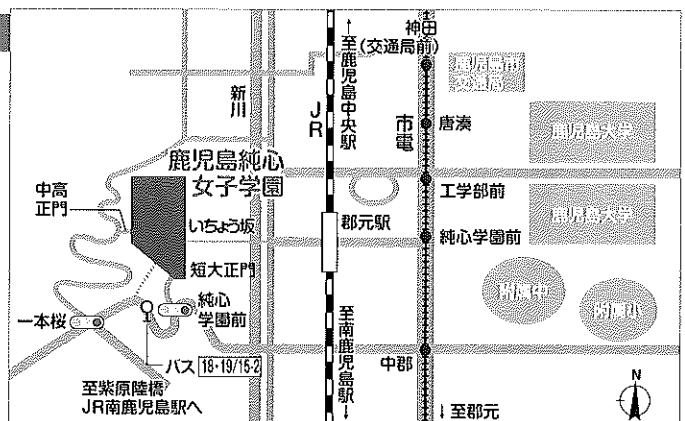 神田
(交通局前)
↑至鹿児島中央駅
鹿児島市
交通局
新川
JR
市電
唐湊
鹿児島大学
鹿児島純心
女子学園
中高
正門
工学部前
いちょう坂
郡元駅
純心学園前
鹿児島大学
短大正門
附属中
附属小
純心
学園前
一本桜
バス 18・19/15-2
至南鹿児島駅↓
中郡
至紫原陸橋
JR南鹿児島駅へ
↓至郡元
N